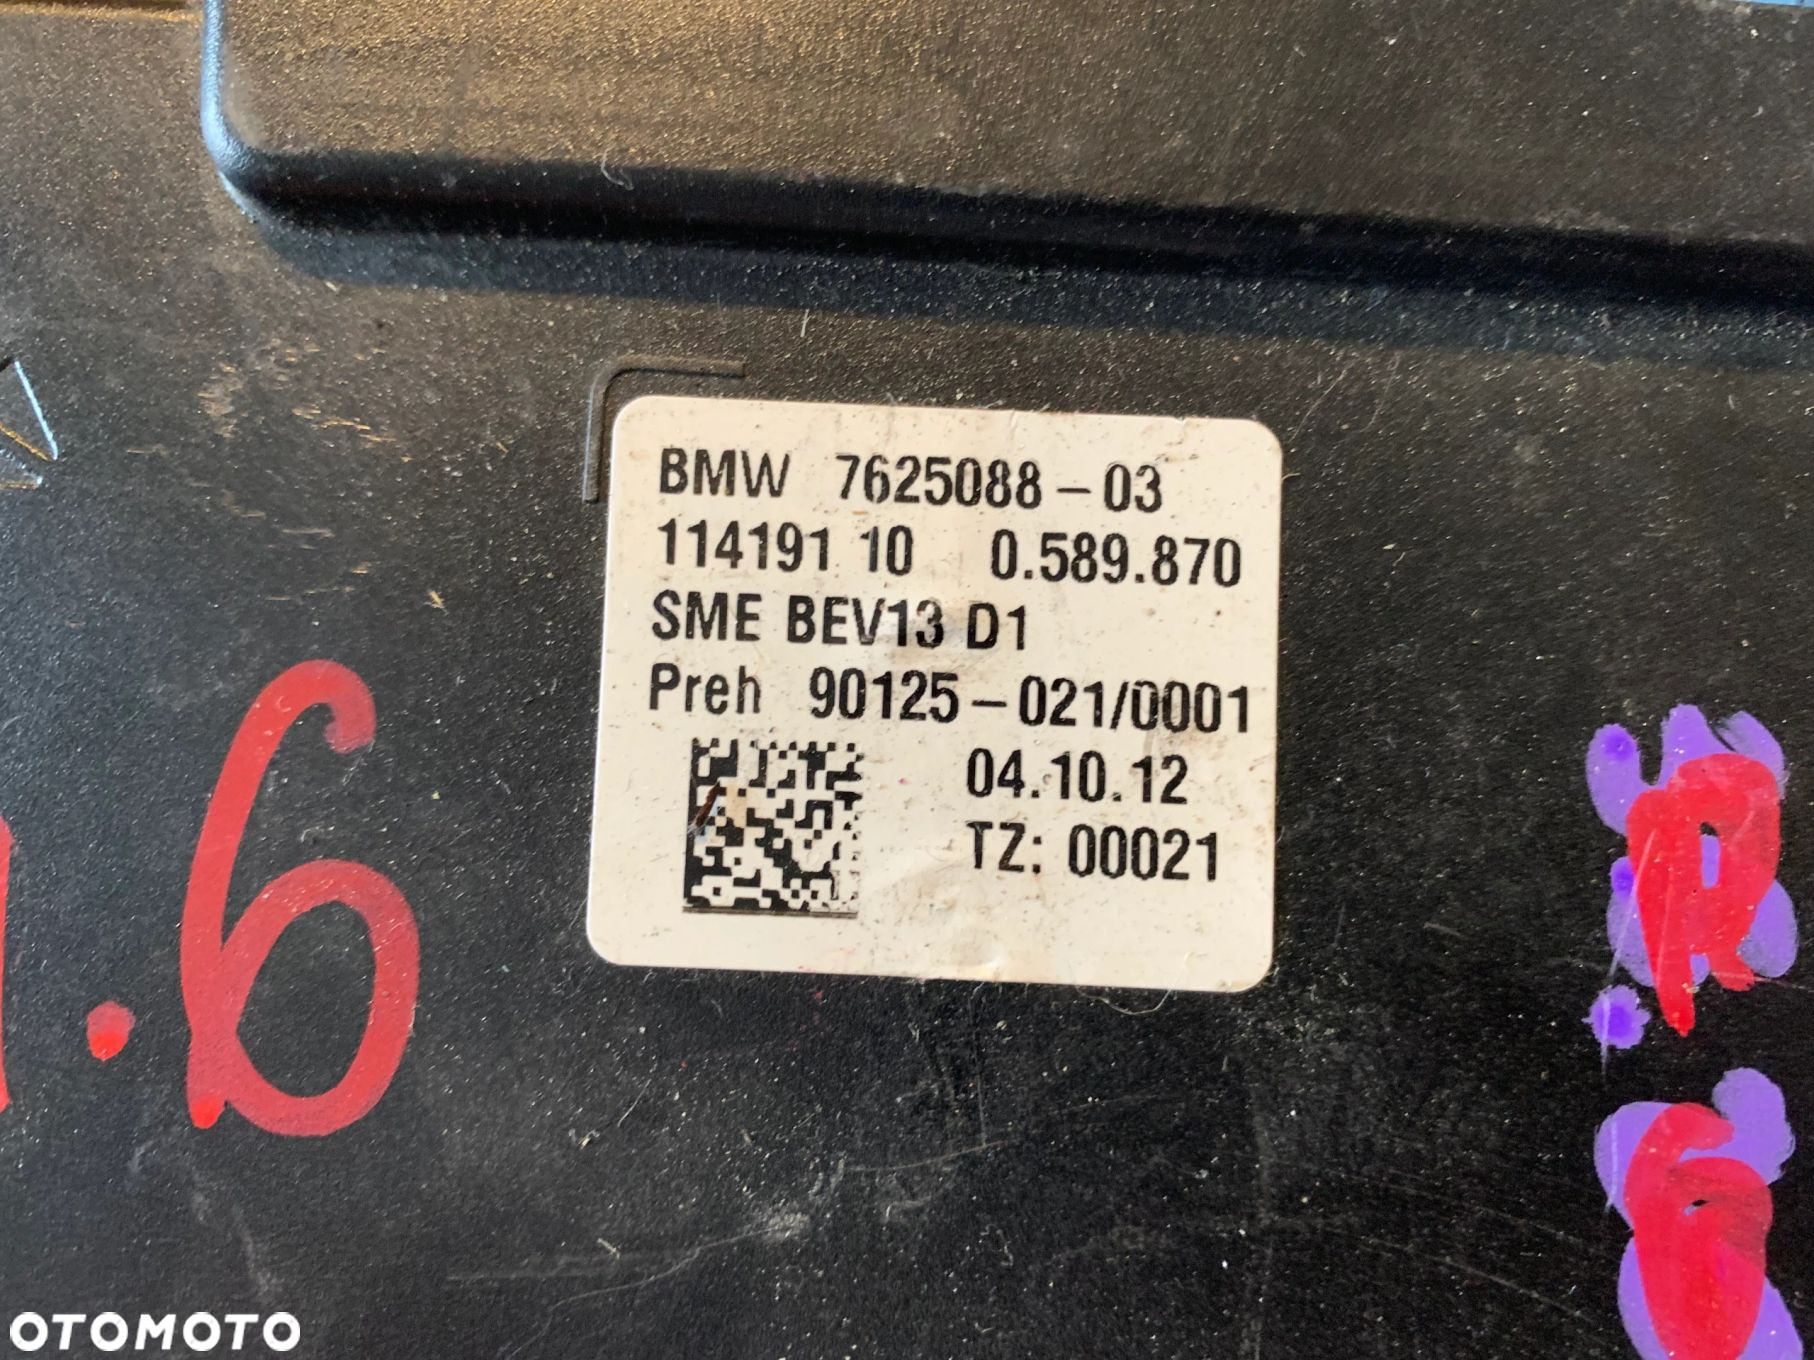 BMW 7625088-03
114191 10 0.589.870
SME BEV13 D1
Preh 90125-021/0001
04.10.12
TZ: 00021
.6
OTOMOTO